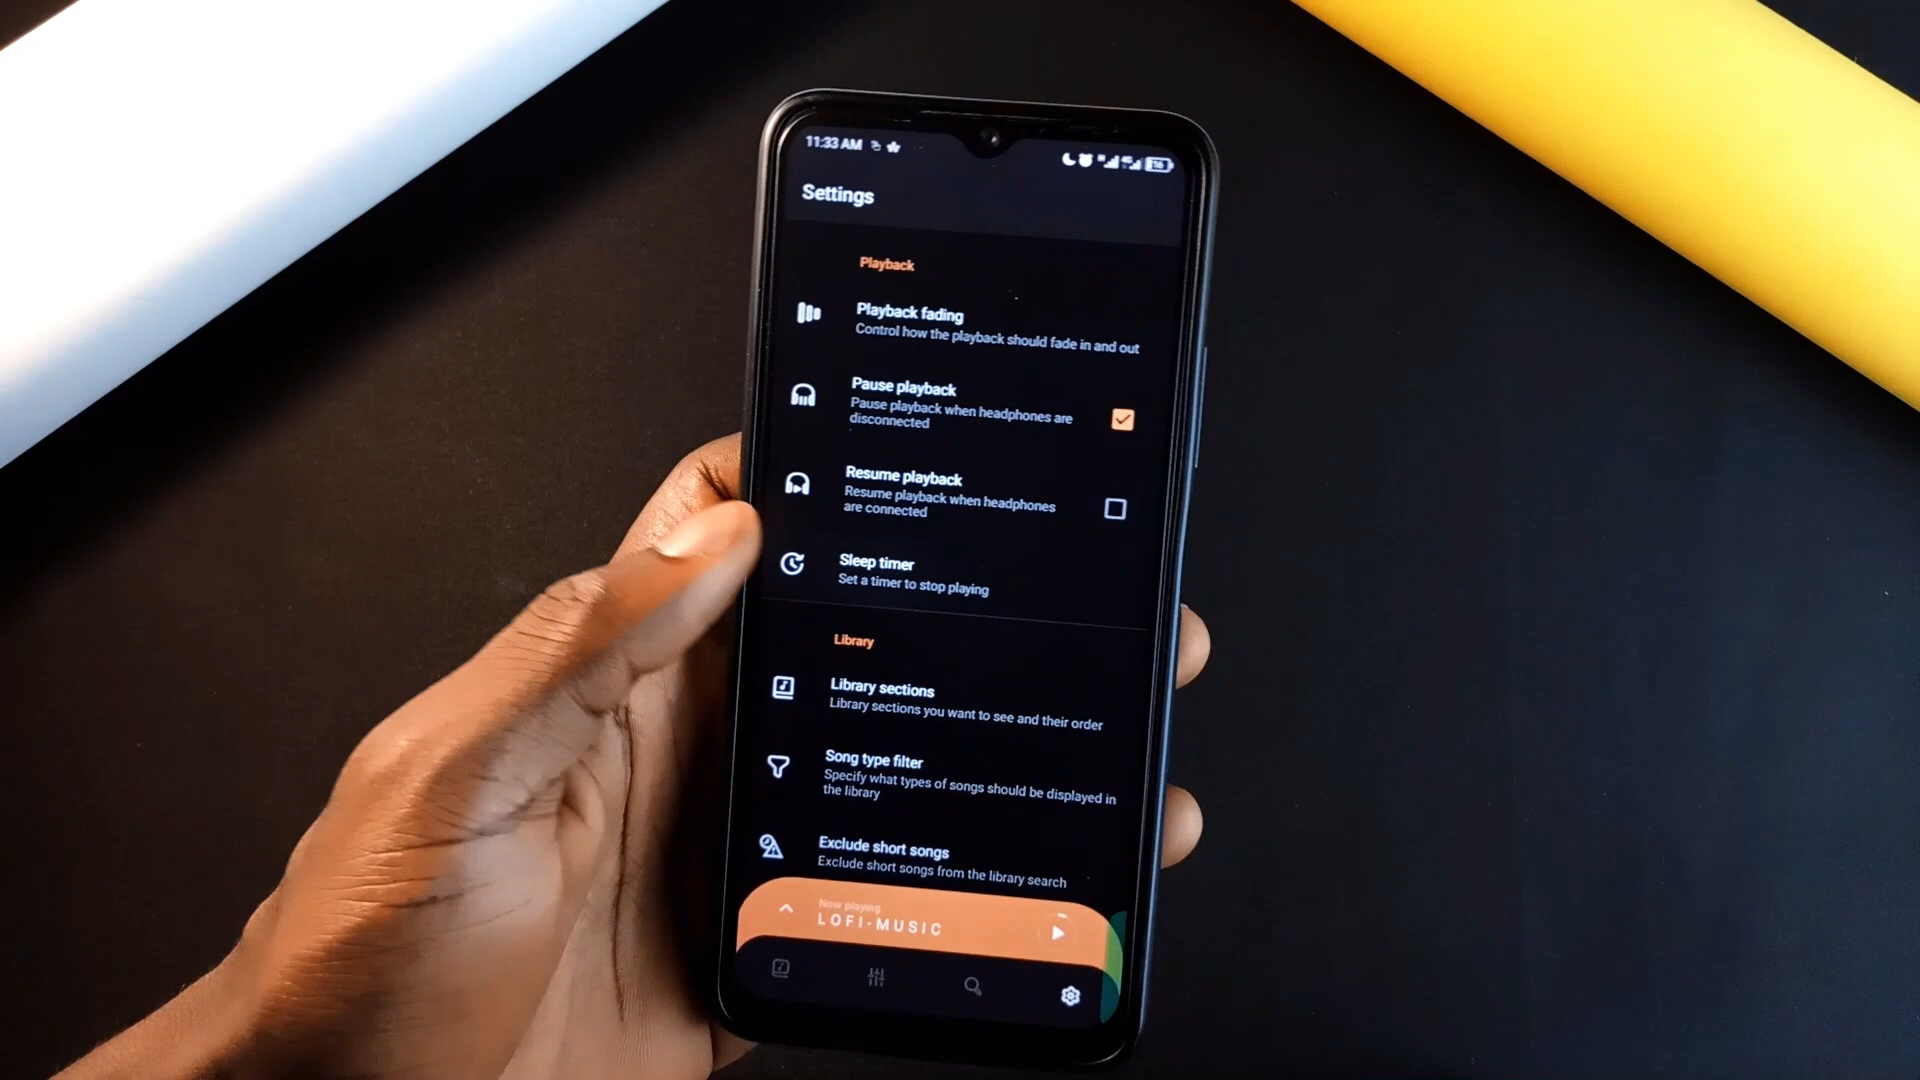 11:33 AM
4G
16
Settings
Playback
Playback fading
Control how the playback should fade in and out
Pause playback
Pause playback when headphones are
disconnected
Resume playback
Resume playback when headphones
are connected
Sleep timer
Set a timer to stop playing
Library
Library sections
Library sections you want to see and their order
Song type filter
Specify what types of songs should be displayed in
the library
Exclude short songs
Exclude short songs from the library search
Now playing
LOFI-MUSIC